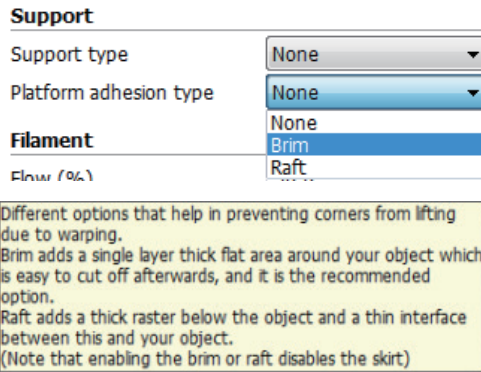 Support
Support type None
Platform adhesion type None
None
Filament
Brim
Raft
Flow (%)
Different options that help in preventing corners from lifting
due to warping.
Brim adds a single layer thick flat area around your object which
is easy to cut off afterwards, and it is the recommended
option.
Raft adds a thick raster below the object and a thin interface
between this and your object.
(Note that enabling the brim or raft disables the skirt)